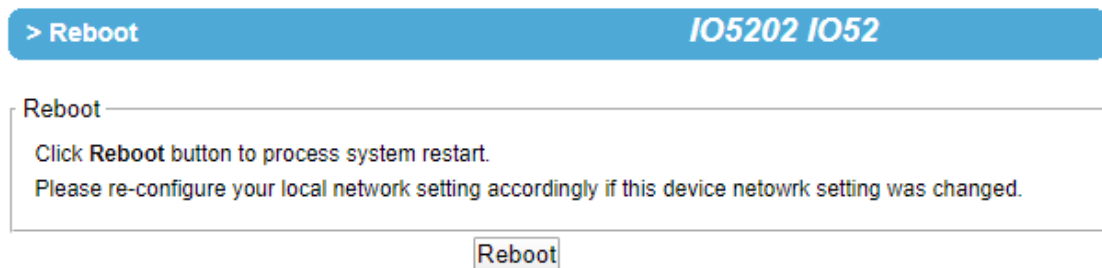 > Reboot IO5202 IO52
Reboot
Click Reboot button to process system restart.
Please re-configure your local network setting accordingly if this device netowrk setting was changed.
Reboot